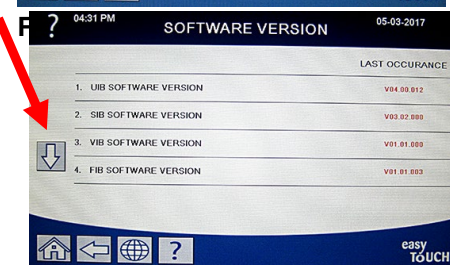 F
? 04:31 PM SOFTWARE VERSION 05-03-2017
LAST OCCURANCE
1. UIB SOFTWARE VERSION V04.00.012
2. SIB SOFTWARE VERSION V03.02.000
3. VIB SOFTWARE VERSION V01.01.000
4. FIB SOFTWARE VERSION V01.01.003
?
easy
TOUCH